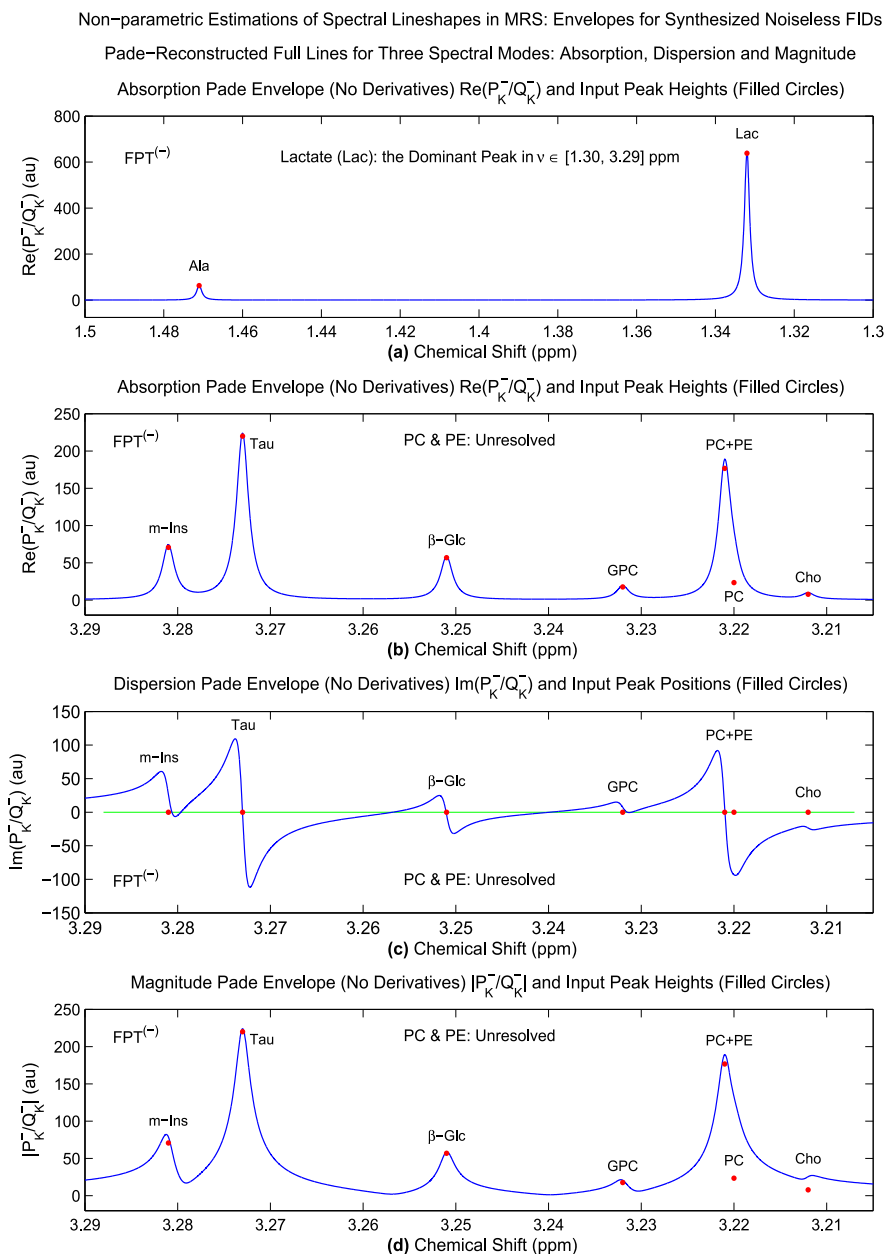 Non−parametric Estimations of Spectral Lineshapes in MRS: Envelopes for Synthesized Noiseless FIDs
Pade−Reconstructed Full Lines for Three Spectral Modes: Absorption, Dispersion and Magnitude
Absorption Pade Envelope (No Derivatives) Re(P_K^−/Q_K^−) and Input Peak Heights (Filled Circles)
800
600
400
200
0
Re(P_K^−/Q_K^−) (au)
FPT^(−)
Lactate (Lac): the Dominant Peak in ν ∈ [1.30, 3.29] ppm
Lac
Ala
1.5 1.48 1.46 1.44 1.42 1.4 1.38 1.36 1.34 1.32 1.3
(a) Chemical Shift (ppm)
Absorption Pade Envelope (No Derivatives) Re(P_K^−/Q_K^−) and Input Peak Heights (Filled Circles)
250
200
150
100
50
0
Re(P_K^−/Q_K^−) (au)
FPT^(−)
Tau
PC & PE: Unresolved
PC+PE
m−Ins
β−Glc
GPC
PC
Cho
3.29 3.28 3.27 3.26 3.25 3.24 3.23 3.22 3.21
(b) Chemical Shift (ppm)
Dispersion Pade Envelope (No Derivatives) Im(P_K^−/Q_K^−) and Input Peak Positions (Filled Circles)
150
100
50
0
−50
−100
−150
Im(P_K^−/Q_K^−) (au)
Tau
PC+PE
m−Ins
β−Glc
GPC
Cho
FPT^(−)
PC & PE: Unresolved
3.29 3.28 3.27 3.26 3.25 3.24 3.23 3.22 3.21
(c) Chemical Shift (ppm)
Magnitude Pade Envelope (No Derivatives) |P_K^−/Q_K^−| and Input Peak Heights (Filled Circles)
250
200
150
100
50
0
|P_K^−/Q_K^−| (au)
FPT^(−)
Tau
PC & PE: Unresolved
PC+PE
m−Ins
β−Glc
GPC
PC
Cho
3.29 3.28 3.27 3.26 3.25 3.24 3.23 3.22 3.21
(d) Chemical Shift (ppm)